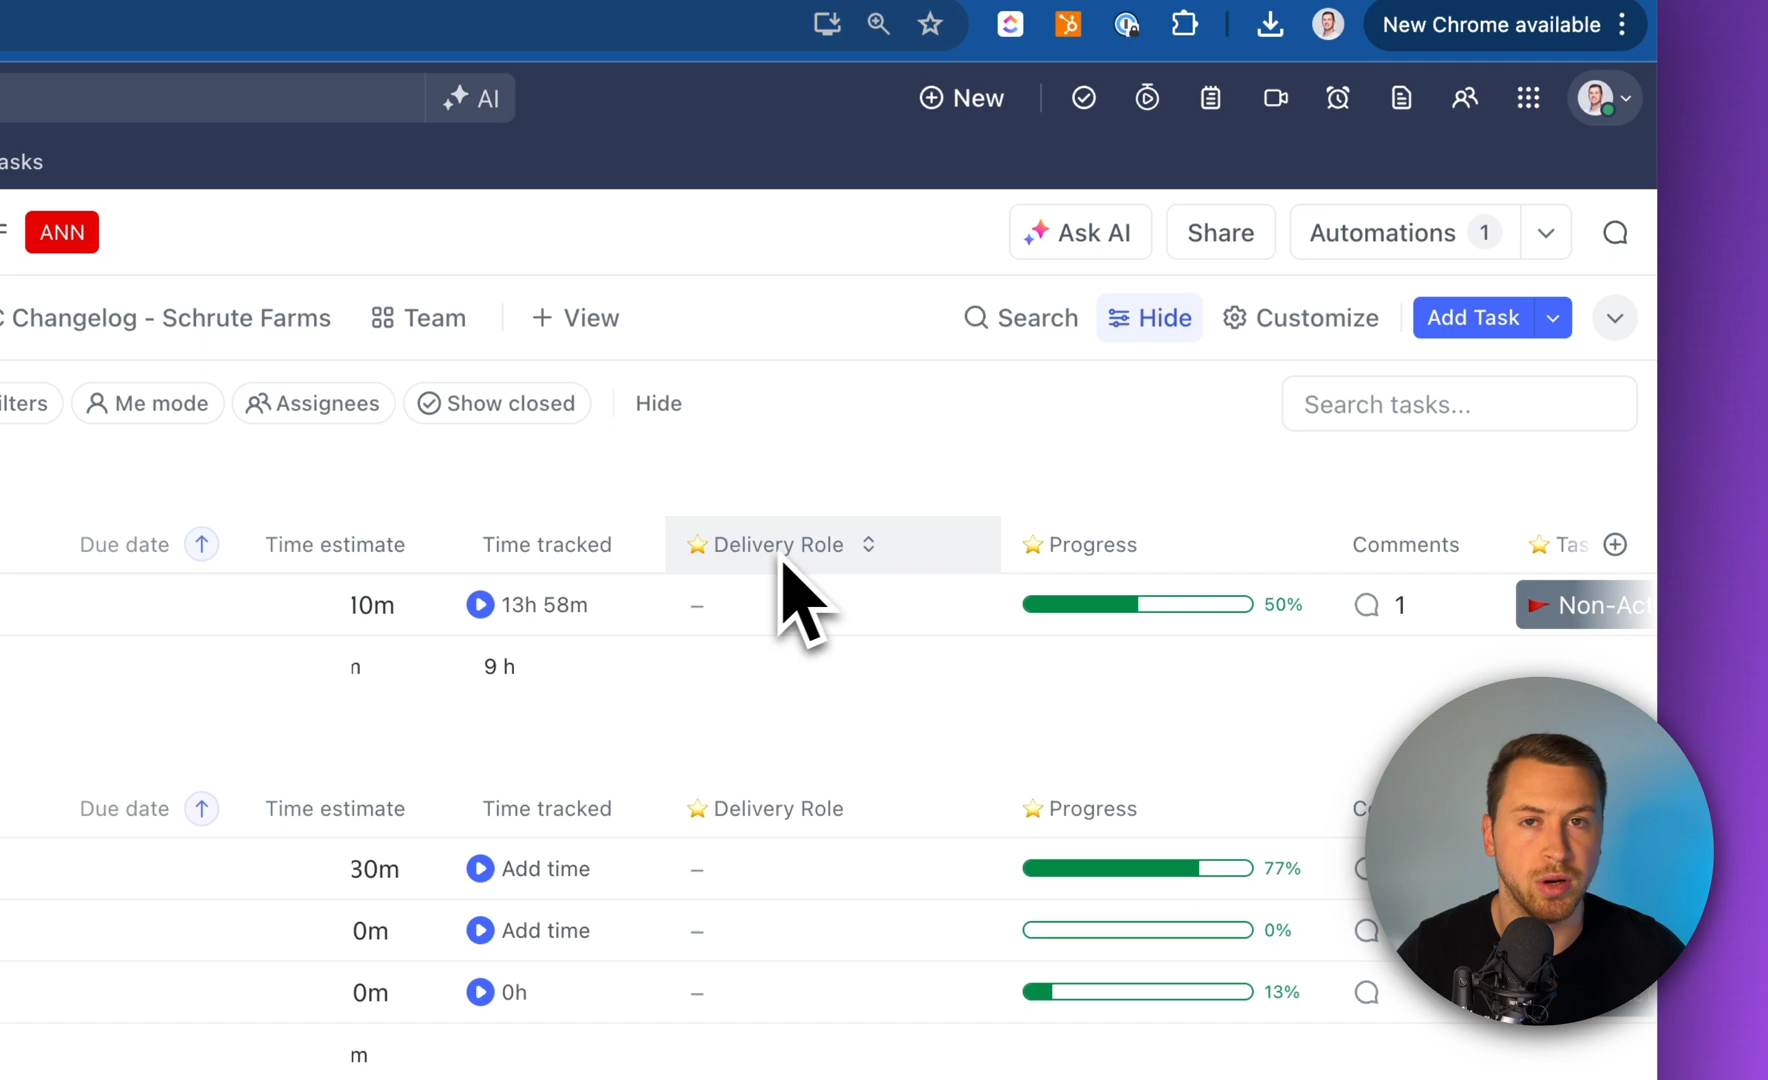 New Chrome available
AI
New
asks
ANN
Ask AI
Share
Automations 1
C Changelog - Schrute Farms
Team
+ View
Search
Hide
Customize
Add Task
ilters
Me mode
Assignees
Show closed
Hide
Search tasks...
Due date
Time estimate
Time tracked
⭐ Delivery Role
⭐ Progress
Comments
⭐ Tas
10m
13h 58m
–
50%
1
Non-Act
n
9 h
Due date
Time estimate
Time tracked
⭐ Delivery Role
⭐ Progress
Co
30m
Add time
–
77%
0m
Add time
–
0%
0m
0h
–
13%
m